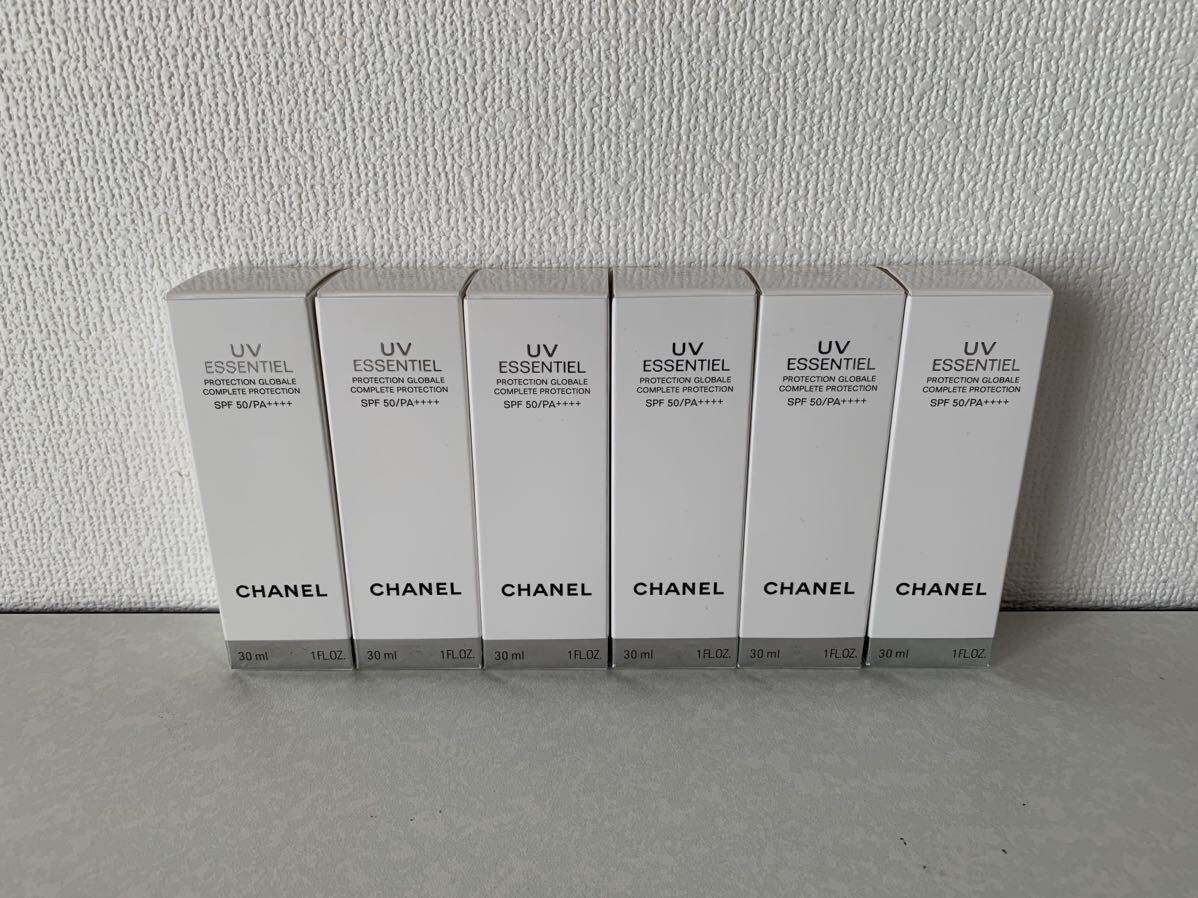 UV
ESSENTIEL
PROTECTION GLOBALE
COMPLETE PROTECTION
SPF 50/PA++++
CHANEL
30 ml 1FL.OZ.
UV
ESSENTIEL
PROTECTION GLOBALE
COMPLETE PROTECTION
SPF 50/PA++++
CHANEL
30 ml 1FL.OZ.
UV
ESSENTIEL
PROTECTION GLOBALE
COMPLETE PROTECTION
SPF 50/PA++++
CHANEL
30 ml 1FL.OZ.
UV
ESSENTIEL
PROTECTION GLOBALE
COMPLETE PROTECTION
SPF 50/PA++++
CHANEL
30 ml 1FL.OZ.
UV
ESSENTIEL
PROTECTION GLOBALE
COMPLETE PROTECTION
SPF 50/PA++++
CHANEL
30 ml 1FL.OZ.
UV
ESSENTIEL
PROTECTION GLOBALE
COMPLETE PROTECTION
SPF 50/PA++++
CHANEL
30 ml 1FL.OZ.